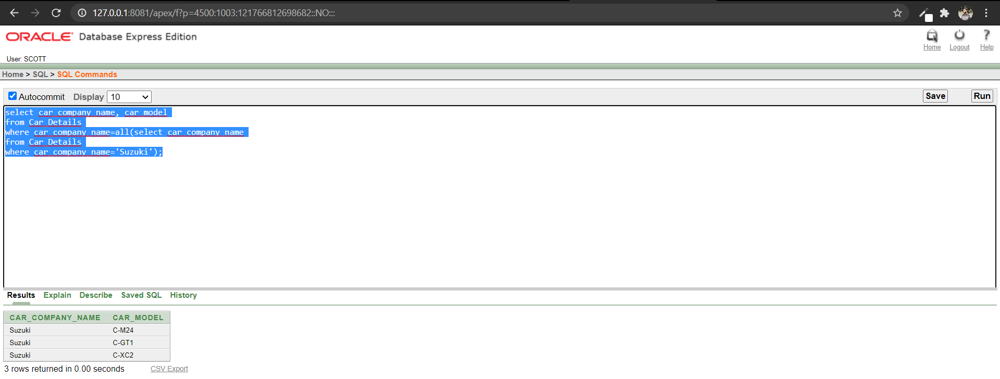 127.0.0.1:8081/apex/f?p=4500:1003:121766812698682::NO:::
ORACLE Database Express Edition
Home Logout Help
User: SCOTT
Home > SQL > SQL Commands
Autocommit Display 10 Save Run
select car_company_name, car_model
from Car_Details
where car_company_name=all(select car_company_name
from Car_Details
where car_company_name='Suzuki');
Results Explain Describe Saved SQL History
CAR_COMPANY_NAME CAR_MODEL
Suzuki C-M24
Suzuki C-GT1
Suzuki C-XC2
3 rows returned in 0.00 seconds CSV Export